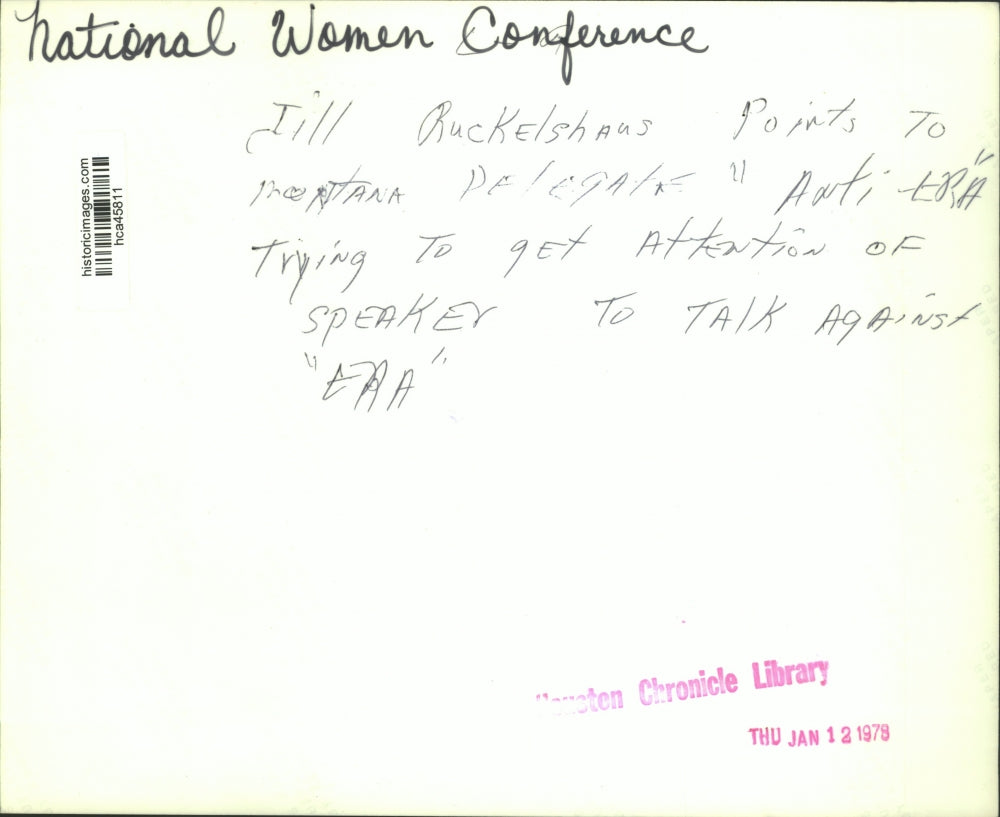 National Women Conference
Jill Ruckelshaus Points To
Montana Delegate " Anti ERA"
Trying To get Attention OF
SPEAKER To TALK AgAinst
"ERA"
historicimages.com
hca45811
Houston Chronicle Library
THU JAN 12 1978